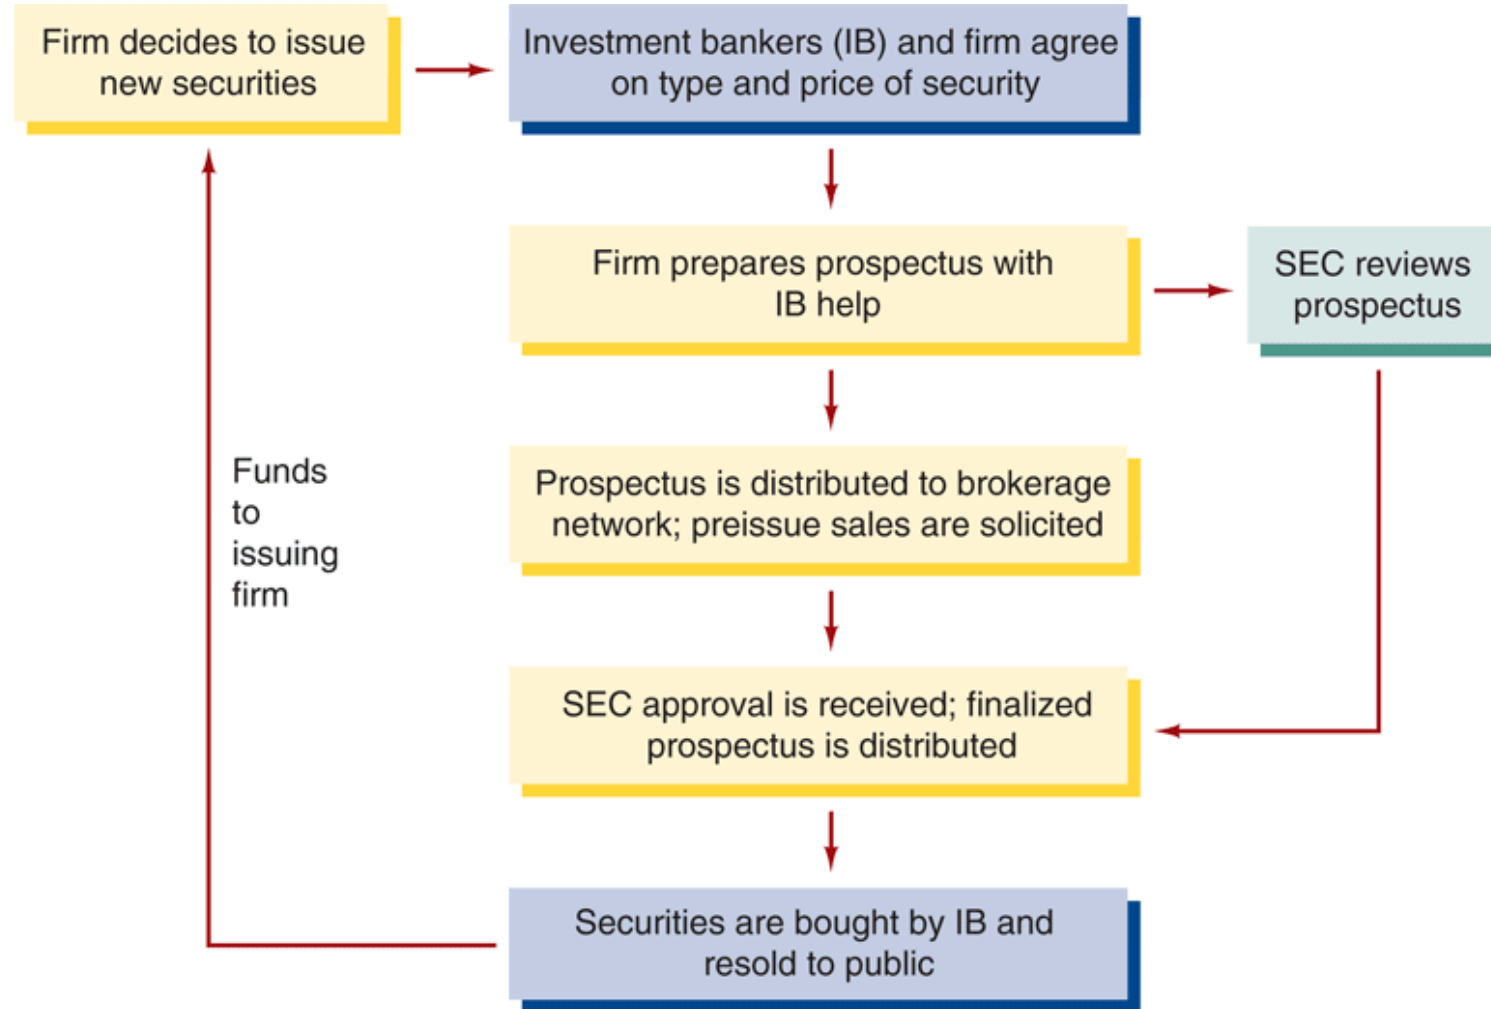 Firm decides to issue
new securities
Investment bankers (IB) and firm agree
on type and price of security
Firm prepares prospectus with
IB help
SEC reviews
prospectus
Prospectus is distributed to brokerage
network; preissue sales are solicited
Funds
to
issuing
firm
SEC approval is received; finalized
prospectus is distributed
Securities are bought by IB and
resold to public